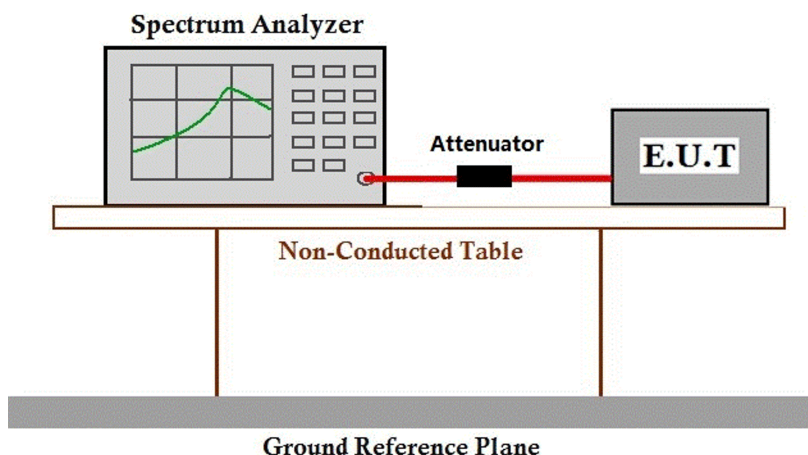 Spectrum Analyzer
Attenuator
E.U.T
Non-Conducted Table
Ground Reference Plane